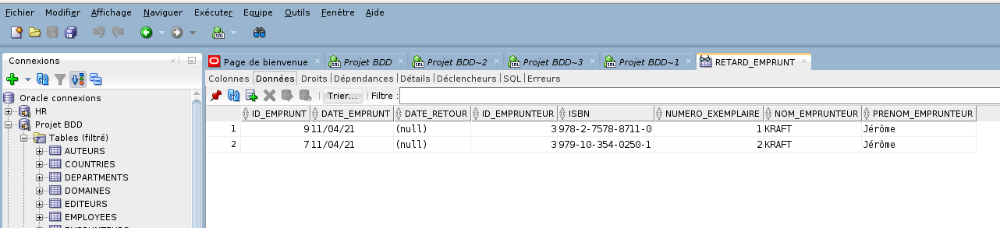 Fichier Modifier Affichage Naviguer Exécuter Equipe Outils Fenêtre Aide
SQL
Connexions
Page de bienvenue Projet BDD Projet BDD~2 Projet BDD~3 Projet BDD~1 RETARD_EMPRUNT
Colonnes Données Droits Dépendances Détails Déclencheurs SQL Erreurs
Trier... Filtre :
Oracle connexions
HR
Projet BDD
Tables (filtré)
AUTEURS
COUNTRIES
DEPARTMENTS
DOMAINES
EDITEURS
EMPLOYEES
ID_EMPRUNT DATE_EMPRUNT DATE_RETOUR ID_EMPRUNTEUR ISBN NUMERO_EXEMPLAIRE NOM_EMPRUNTEUR PRENOM_EMPRUNTEUR
1 9 11/04/21 (null) 3 978-2-7578-8711-0 1 KRAFT Jérôme
2 7 11/04/21 (null) 3 979-10-354-0250-1 2 KRAFT Jérôme